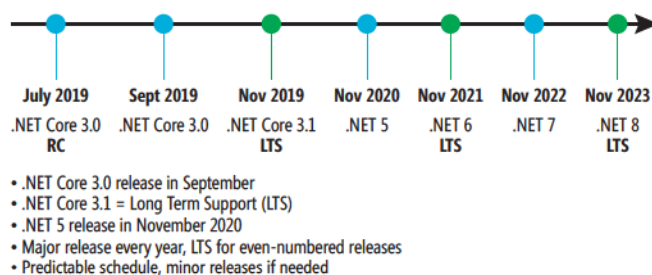 July 2019 Sept 2019 Nov 2019 Nov 2020 Nov 2021 Nov 2022 Nov 2023
.NET Core 3.0 .NET Core 3.0 .NET Core 3.1 .NET 5 .NET 6 .NET 7 .NET 8
RC LTS LTS LTS
• .NET Core 3.0 release in September
• .NET Core 3.1 = Long Term Support (LTS)
• .NET 5 release in November 2020
• Major release every year, LTS for even-numbered releases
• Predictable schedule, minor releases if needed